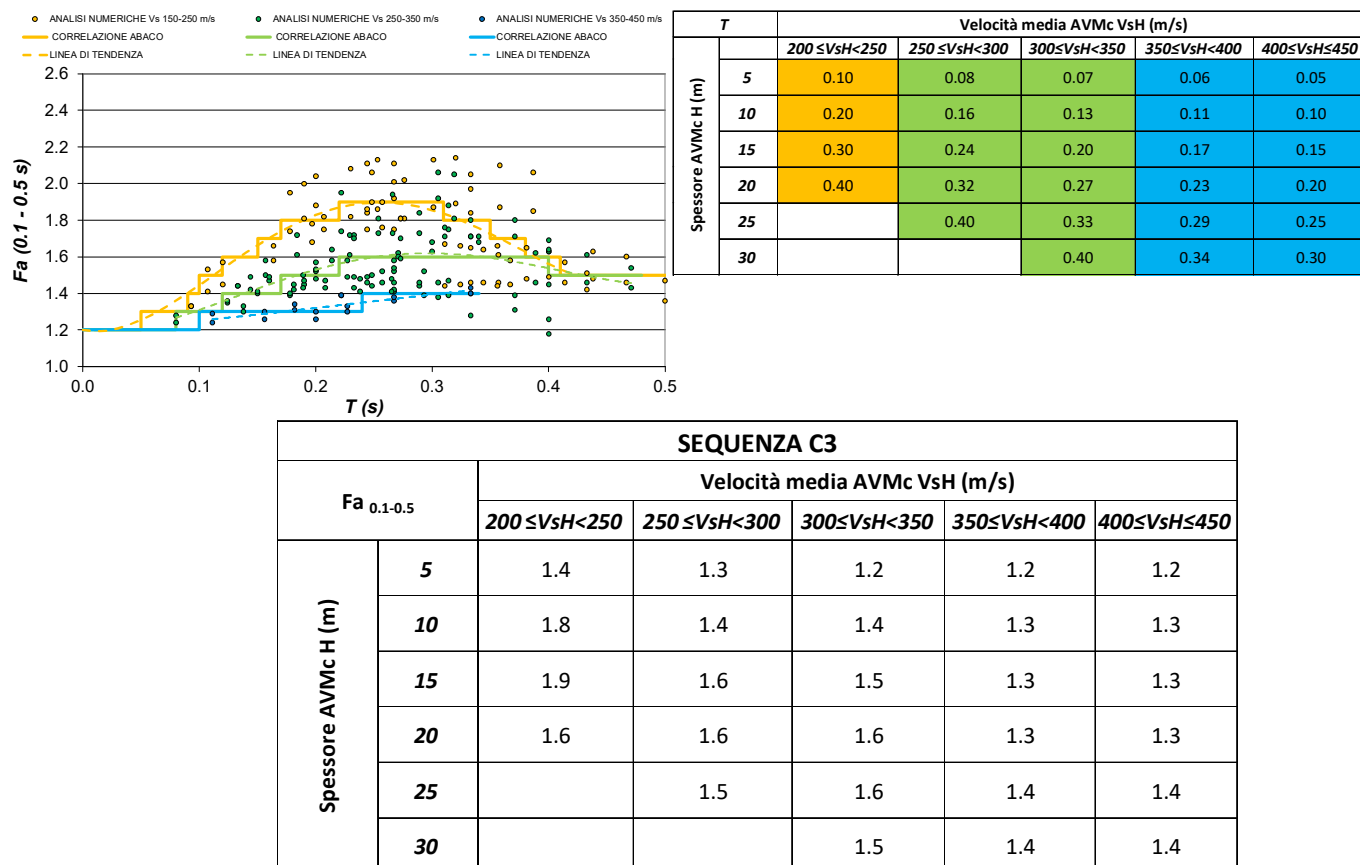 ANALISI NUMERICHE Vs 150-250 m/s ANALISI NUMERICHE Vs 250-350 m/s ANALISI NUMERICHE Vs 350-450 m/s
CORRELAZIONE ABACO CORRELAZIONE ABACO CORRELAZIONE ABACO
LINEA DI TENDENZA LINEA DI TENDENZA LINEA DI TENDENZA
Fa (0.1 - 0.5 s)
2.6
2.4
2.2
2.0
1.8
1.6
1.4
1.2
1.0
0.0 0.1 0.2 0.3 0.4 0.5
T (s)
T Velocità media AVMc VsH (m/s)
200 ≤VsH<250 250 ≤VsH<300 300≤VsH<350 350≤VsH<400 400≤VsH≤450
Spessore AVMc H (m)
5 0.10 0.08 0.07 0.06 0.05
10 0.20 0.16 0.13 0.11 0.10
15 0.30 0.24 0.20 0.17 0.15
20 0.40 0.32 0.27 0.23 0.20
25 0.40 0.33 0.29 0.25
30 0.40 0.34 0.30
SEQUENZA C3
Fa 0.1-0.5 Velocità media AVMc VsH (m/s)
200 ≤VsH<250 250 ≤VsH<300 300≤VsH<350 350≤VsH<400 400≤VsH≤450
Spessore AVMc H (m)
5 1.4 1.3 1.2 1.2 1.2
10 1.8 1.4 1.4 1.3 1.3
15 1.9 1.6 1.5 1.3 1.3
20 1.6 1.6 1.6 1.3 1.3
25 1.5 1.6 1.4 1.4
30 1.5 1.4 1.4